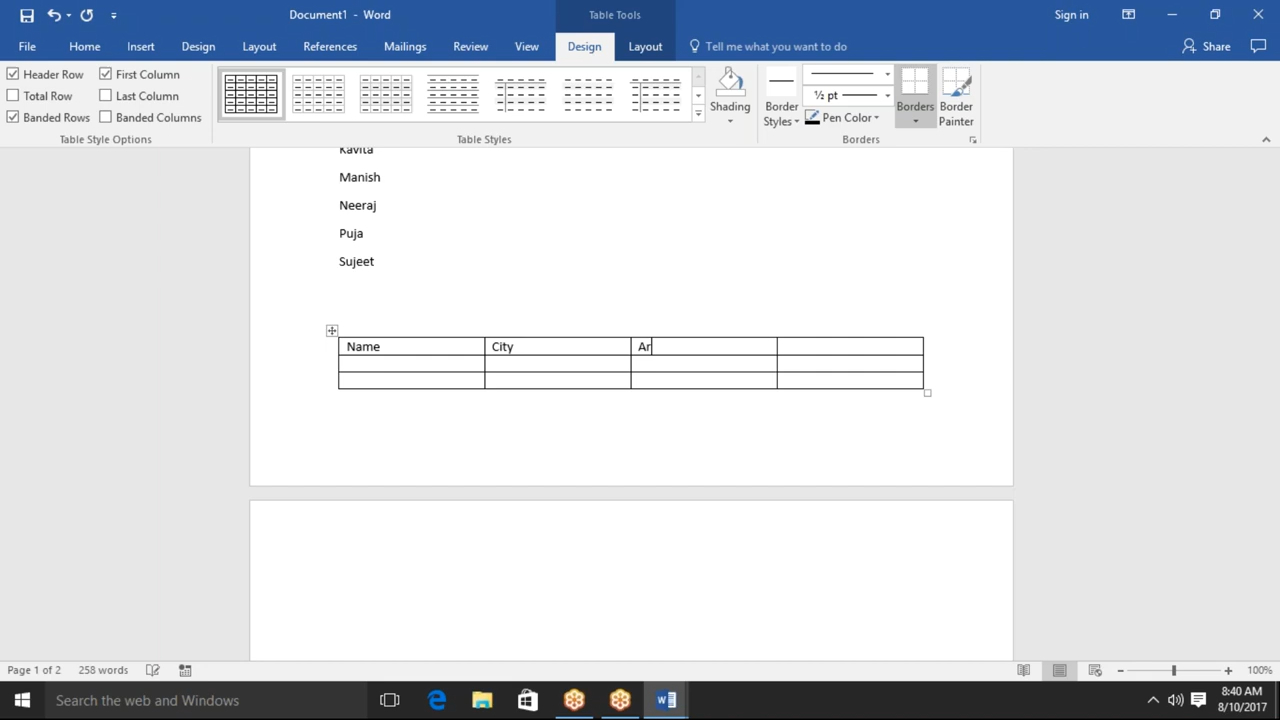 Document1 - Word
Table Tools
Sign in
File
Home
Insert
Design
Layout
References
Mailings
Review
View
Design
Layout
Tell me what you want to do
Share
Header Row
First Column
Total Row
Last Column
Banded Rows
Banded Columns
Table Style Options
Table Styles
Shading
Border
Styles
½ pt
Pen Color
Borders
Border
Painter
Borders
Kavita
Manish
Neeraj
Puja
Sujeet
Name City Ar
Page 1 of 2
258 words
100%
Search the web and Windows
8:40 AM
8/10/2017